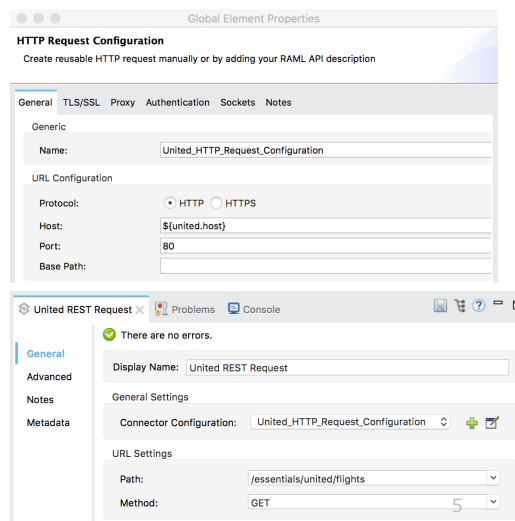 Global Element Properties
HTTP Request Configuration
Create reusable HTTP request manually or by adding your RAML API description
General TLS/SSL Proxy Authentication Sockets Notes
Generic
Name: United_HTTP_Request_Configuration
URL Configuration
Protocol: HTTP HTTPS
Host: ${united.host}
Port: 80
Base Path:
United REST Request Problems Console
There are no errors.
General
Display Name: United REST Request
Advanced
General Settings
Notes
Metadata
Connector Configuration: United_HTTP_Request_Configuration
URL Settings
Path: /essentials/united/flights
Method: GET
5